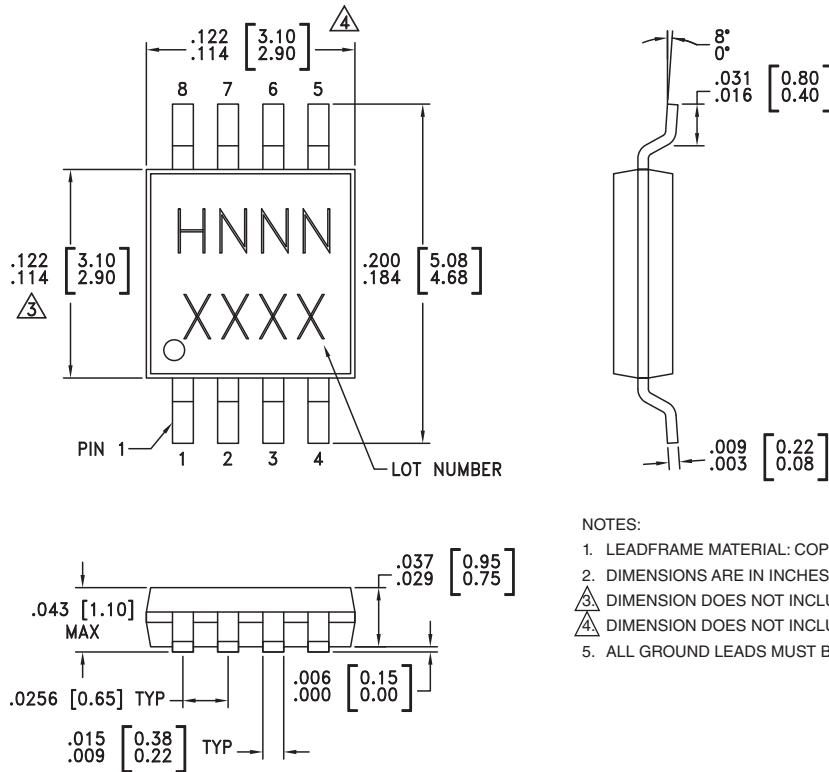 .122 [3.10]
.114 [2.90]
4
8 7 6 5
HNNN
XXXX
.122 [3.10]
.114 [2.90]
3
.200 [5.08]
.184 [4.68]
PIN 1
1 2 3 4
LOT NUMBER
8°
0°
.031 [0.80]
.016 [0.40]
.009 [0.22]
.003 [0.08]
.037 [0.95]
.029 [0.75]
.043 [1.10]
MAX
.0256 [0.65] TYP
.006 [0.15]
.000 [0.00]
.015 [0.38]
.009 [0.22]
TYP
NOTES:
1. LEADFRAME MATERIAL: COP
2. DIMENSIONS ARE IN INCHES
3. DIMENSION DOES NOT INCLU
4. DIMENSION DOES NOT INCLU
5. ALL GROUND LEADS MUST B